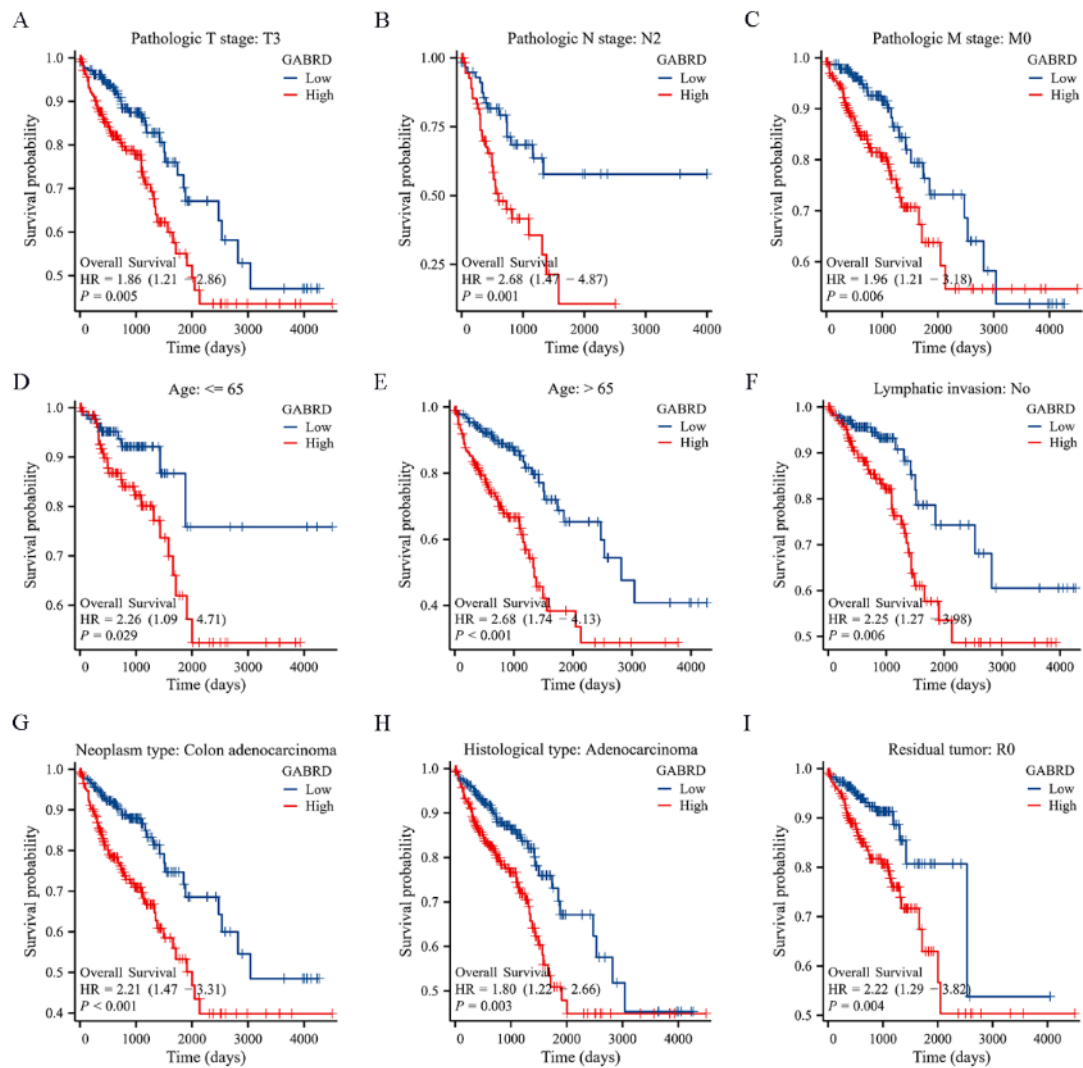 A
Pathologic T stage: T3
GABRD
Low
High
Survival probability
1.0
0.9
0.8
0.7
0.6
0.5
Overall Survival
HR = 1.86 (1.21 − 2.86)
P = 0.005
0 1000 2000 3000 4000
Time (days)
B
Pathologic N stage: N2
GABRD
Low
High
Survival probability
1.00
0.75
0.50
0.25
Overall Survival
HR = 2.68 (1.47 − 4.87)
P = 0.001
0 1000 2000 3000 4000
Time (days)
C
Pathologic M stage: M0
GABRD
Low
High
Survival probability
1.0
0.9
0.8
0.7
0.6
Overall Survival
HR = 1.96 (1.21 − 3.18)
P = 0.006
0 1000 2000 3000 4000
Time (days)
D
Age: <= 65
GABRD
Low
High
Survival probability
1.0
0.9
0.8
0.7
0.6
Overall Survival
HR = 2.26 (1.09 − 4.71)
P = 0.029
0 1000 2000 3000 4000
Time (days)
E
Age: > 65
GABRD
Low
High
Survival probability
1.0
0.8
0.6
0.4
Overall Survival
HR = 2.68 (1.74 − 4.13)
P < 0.001
0 1000 2000 3000 4000
Time (days)
F
Lymphatic invasion: No
GABRD
Low
High
Survival probability
1.0
0.9
0.8
0.7
0.6
0.5
Overall Survival
HR = 2.25 (1.27 − 3.98)
P = 0.006
0 1000 2000 3000 4000
Time (days)
G
Neoplasm type: Colon adenocarcinoma
GABRD
Low
High
Survival probability
1.0
0.9
0.8
0.7
0.6
0.5
0.4
Overall Survival
HR = 2.21 (1.47 − 3.31)
P < 0.001
0 1000 2000 3000 4000
Time (days)
H
Histological type: Adenocarcinoma
GABRD
Low
High
Survival probability
1.0
0.9
0.8
0.7
0.6
0.5
Overall Survival
HR = 1.80 (1.22 − 2.66)
P = 0.003
0 1000 2000 3000 4000
Time (days)
I
Residual tumor: R0
GABRD
Low
High
Survival probability
1.0
0.9
0.8
0.7
0.6
0.5
Overall Survival
HR = 2.22 (1.29 − 3.82)
P = 0.004
0 1000 2000 3000 4000
Time (days)